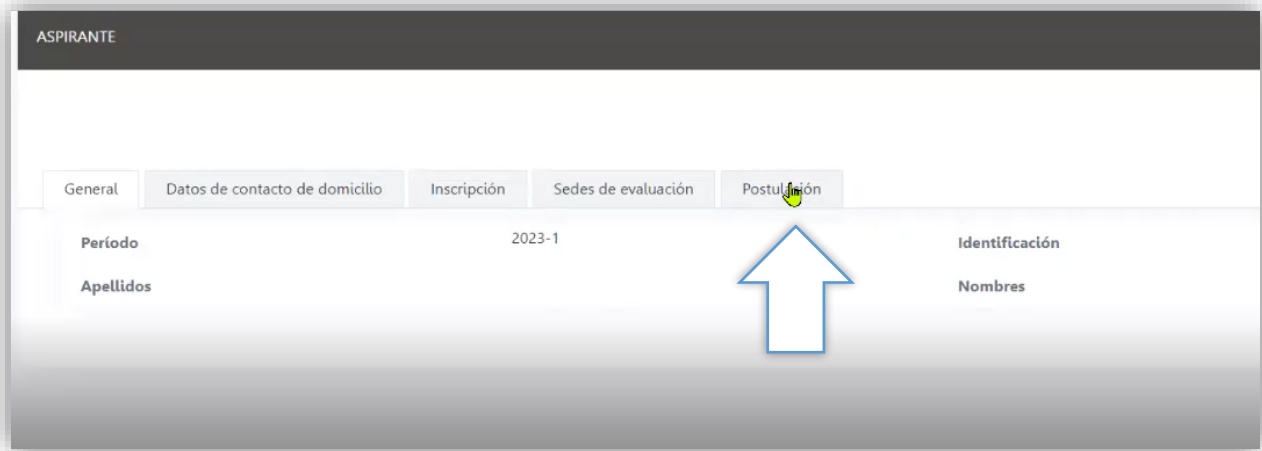 ASPIRANTE
General Datos de contacto de domicilio Inscripción Sedes de evaluación Postulación
Período 2023-1 Identificación
Apellidos Nombres